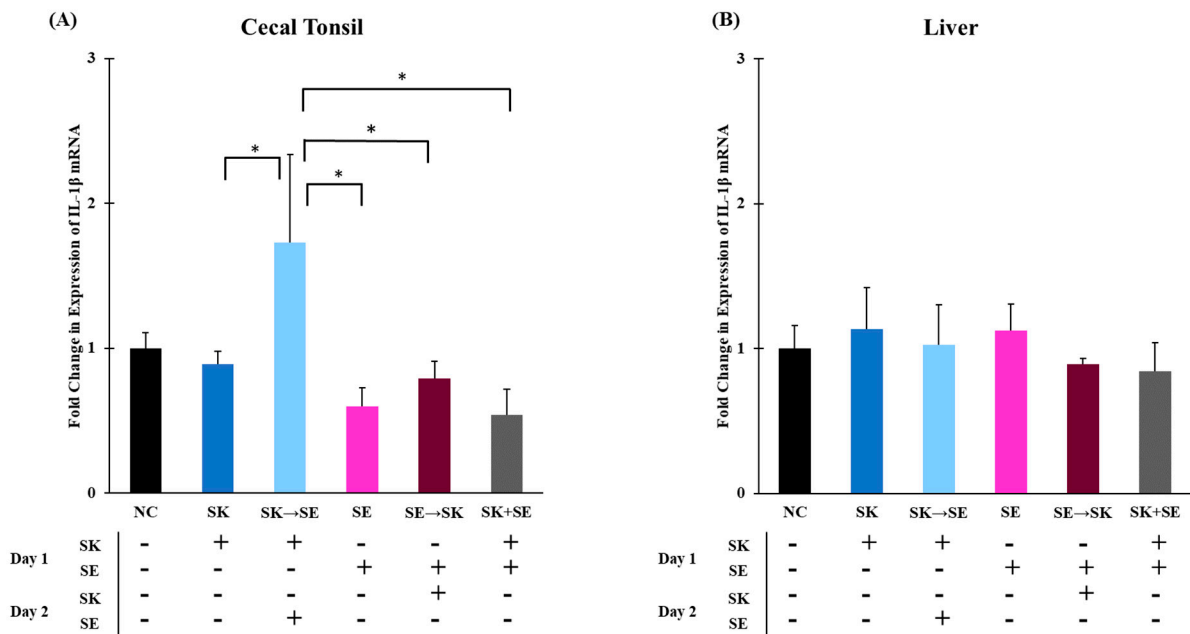 (A)
Cecal Tonsil
Fold Change in Expression of IL-1β mRNA
3
2
1
0
*
*
*
*
NC SK SK→SE SE SE→SK SK+SE
Day 1 SK - + + - - +
SE - - - + + +
Day 2 SK - - - - + -
SE - - + - - -
(B)
Liver
Fold Change in Expression of IL-1β mRNA
3
2
1
0
NC SK SK→SE SE SE→SK SK+SE
Day 1 SK - + + - - +
SE - - - + + +
Day 2 SK - - - - + -
SE - - + - - -